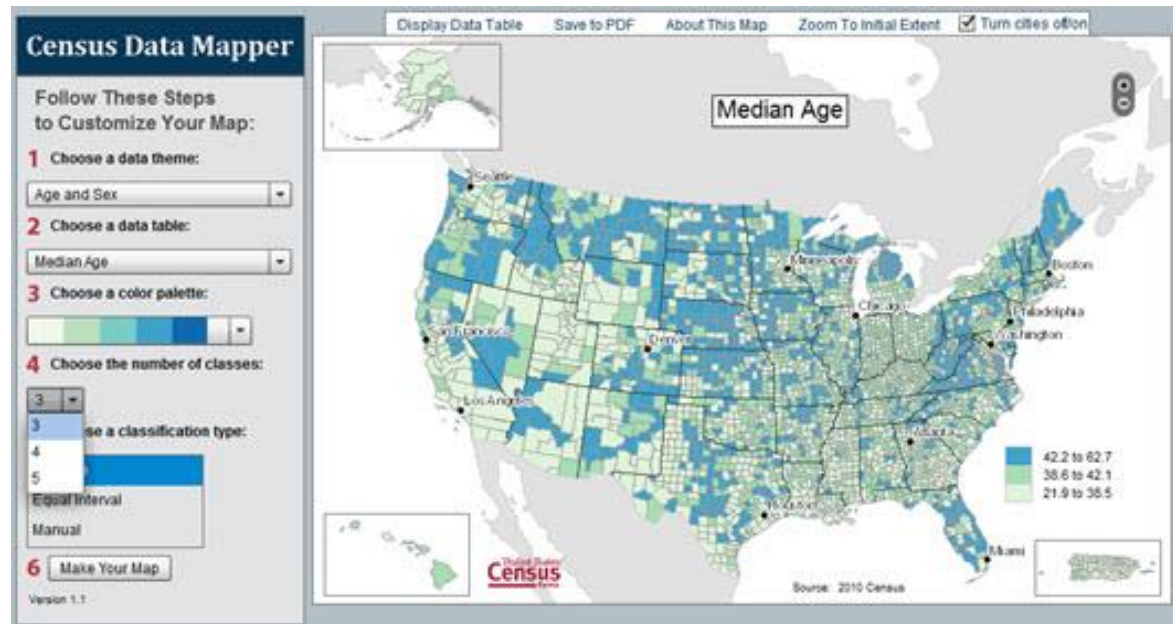 Display Data Table Save to PDF About This Map Zoom To Initial Extent Turn cities off/on
Census Data Mapper
Follow These Steps
to Customize Your Map:
1 Choose a data theme:
Age and Sex
2 Choose a data table:
Median Age
3 Choose a color palette:
4 Choose the number of classes:
3
3
4
5
se a classification type:
Equal Interval
Manual
6 Make Your Map
Version 1.1
Median Age
Seattle
Minneapolis
Boston
Chicago
Philadelphia
San Francisco
Denver
Washington
Los Angeles
Atlanta
42.2 to 62.7
38.6 to 42.1
21.9 to 38.5
Houston
Miami
United States
Census
Source: 2010 Census